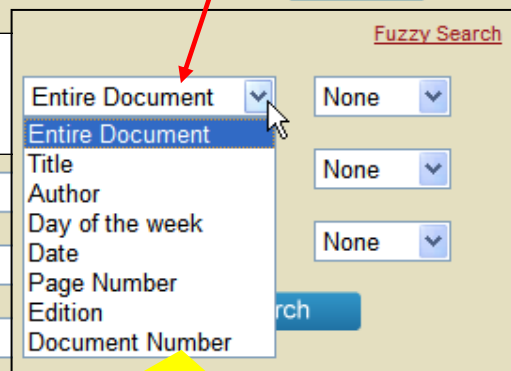 Fuzzy Search
Entire Document None
Entire Document
Title
None
Author
Day of the week
None
Date
Page Number
Edition
rch
Document Number